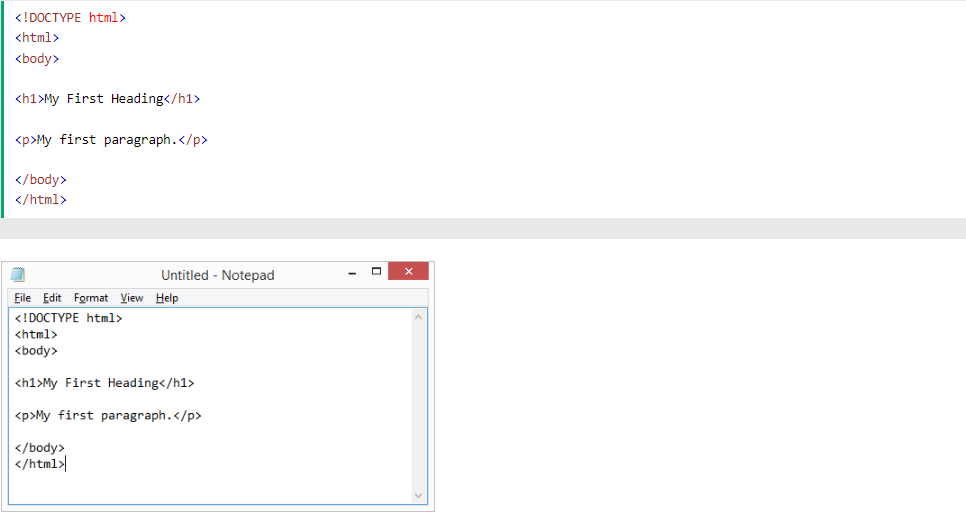 <!DOCTYPE html>
<html>
<body>
<h1>My First Heading</h1>
<p>My first paragraph.</p>
</body>
</html>
Untitled - Notepad
File Edit Format View Help
<!DOCTYPE html>
<html>
<body>
<h1>My First Heading</h1>
<p>My first paragraph.</p>
</body>
</html>